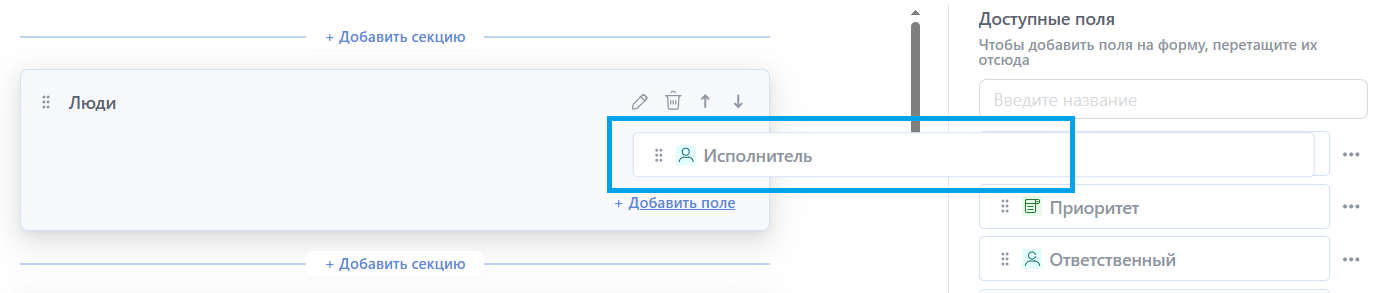 + Добавить секцию
Люди
+ Добавить поле
+ Добавить секцию
Доступные поля
Чтобы добавить поля на форму, перетащите их
отсюда
Введите название
Исполнитель
Приоритет
Ответственный